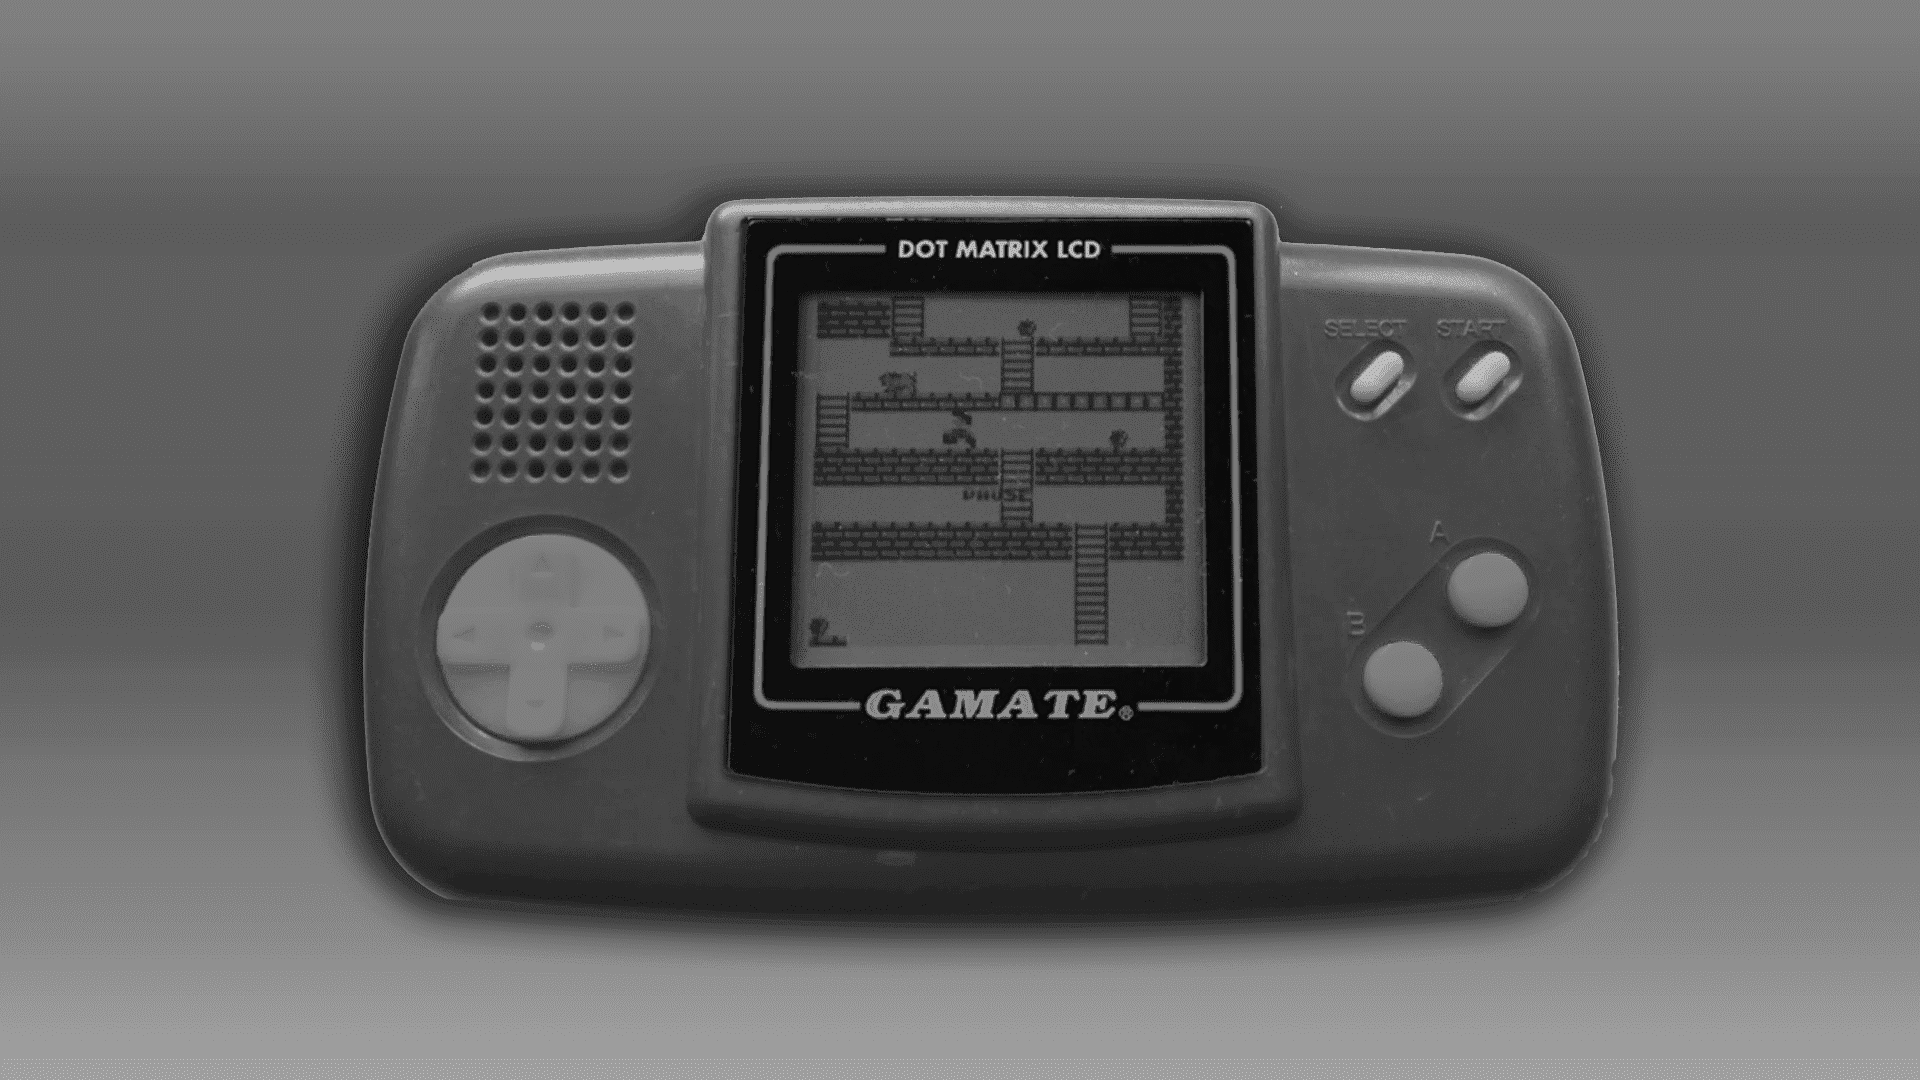 DOT MATRIX LCD
SELECT START
PAUSE
A
B
GAMATE®